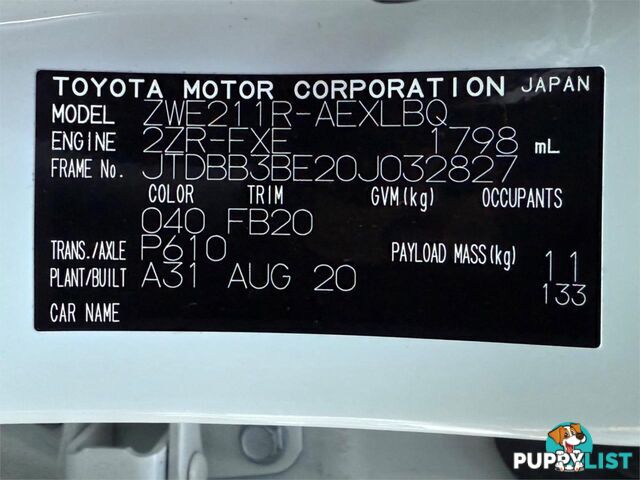 TOYOTA MOTOR CORPORATION JAPAN
MODEL ZWE211R-AEXLBQ
ENGINE 2ZR-FXE 1798 mL
FRAME No. JTDBB3BE20J032827
COLOR TRIM GVM(kg) OCCUPANTS
040 FB20
TRANS./AXLE P610 PAYLOAD MASS(kg) 11
PLANT/BUILT A31 AUG 20 133
CAR NAME
PUPPYLIST